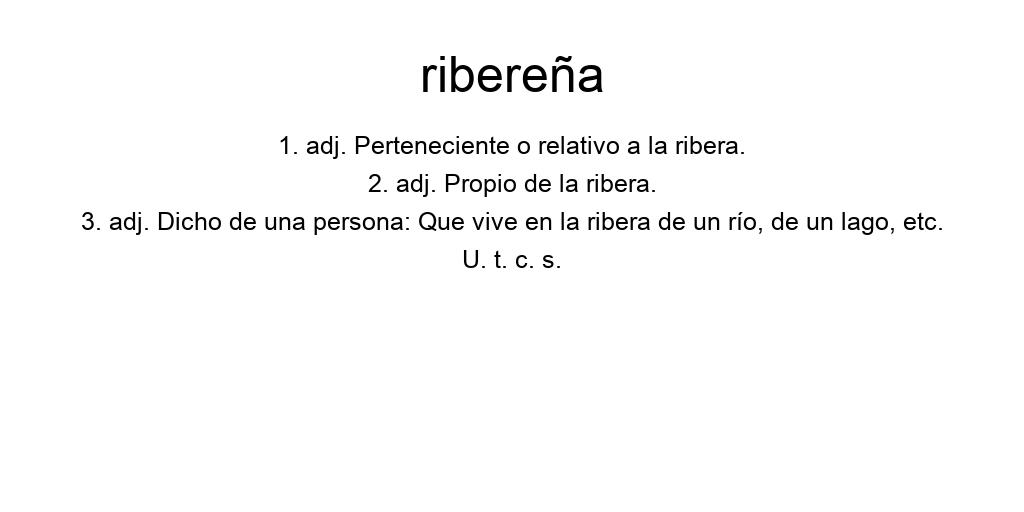 ribereña
1. adj. Perteneciente o relativo a la ribera.
2. adj. Propio de la ribera.
3. adj. Dicho de una persona: Que vive en la ribera de un río, de un lago, etc.
U. t. c. s.